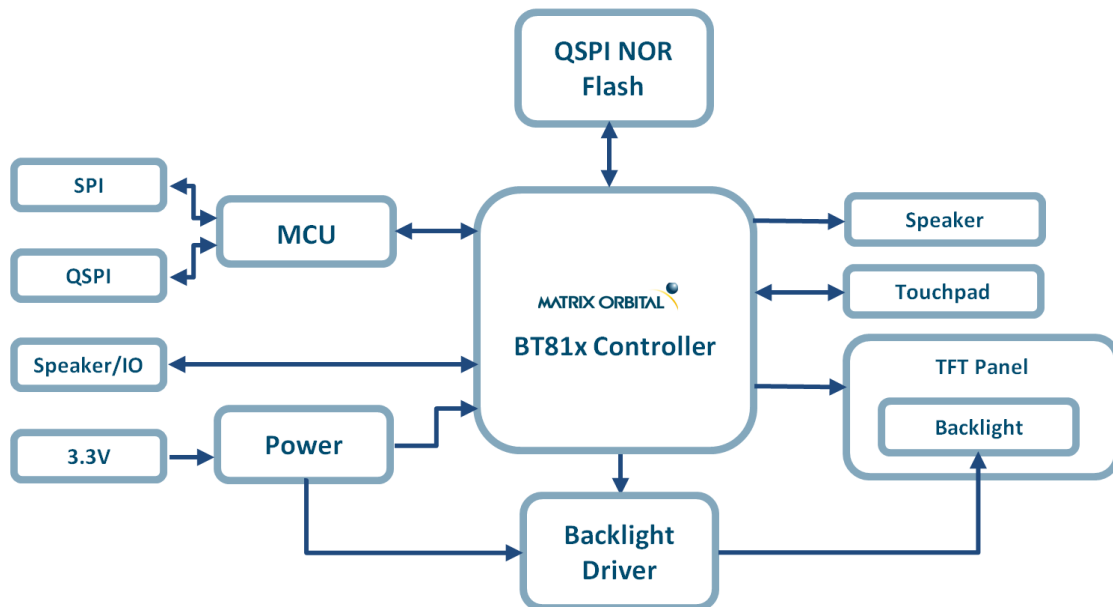 QSPI NOR
Flash
SPI
MCU
Speaker
QSPI
Touchpad
MATRIX ORBITAL
BT81x Controller
Speaker/IO
TFT Panel
Backlight
3.3V
Power
Backlight
Driver